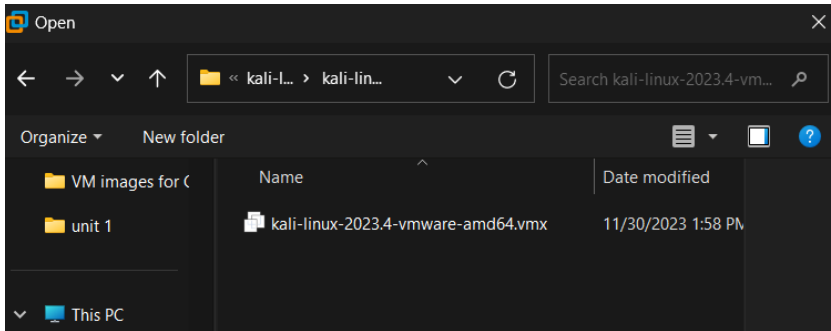 Open
« kali-l... › kali-lin...
Search kali-linux-2023.4-vm...
Organize
New folder
?
Name
Date modified
VM images for C
kali-linux-2023.4-vmware-amd64.vmx
11/30/2023 1:58 PM
unit 1
This PC